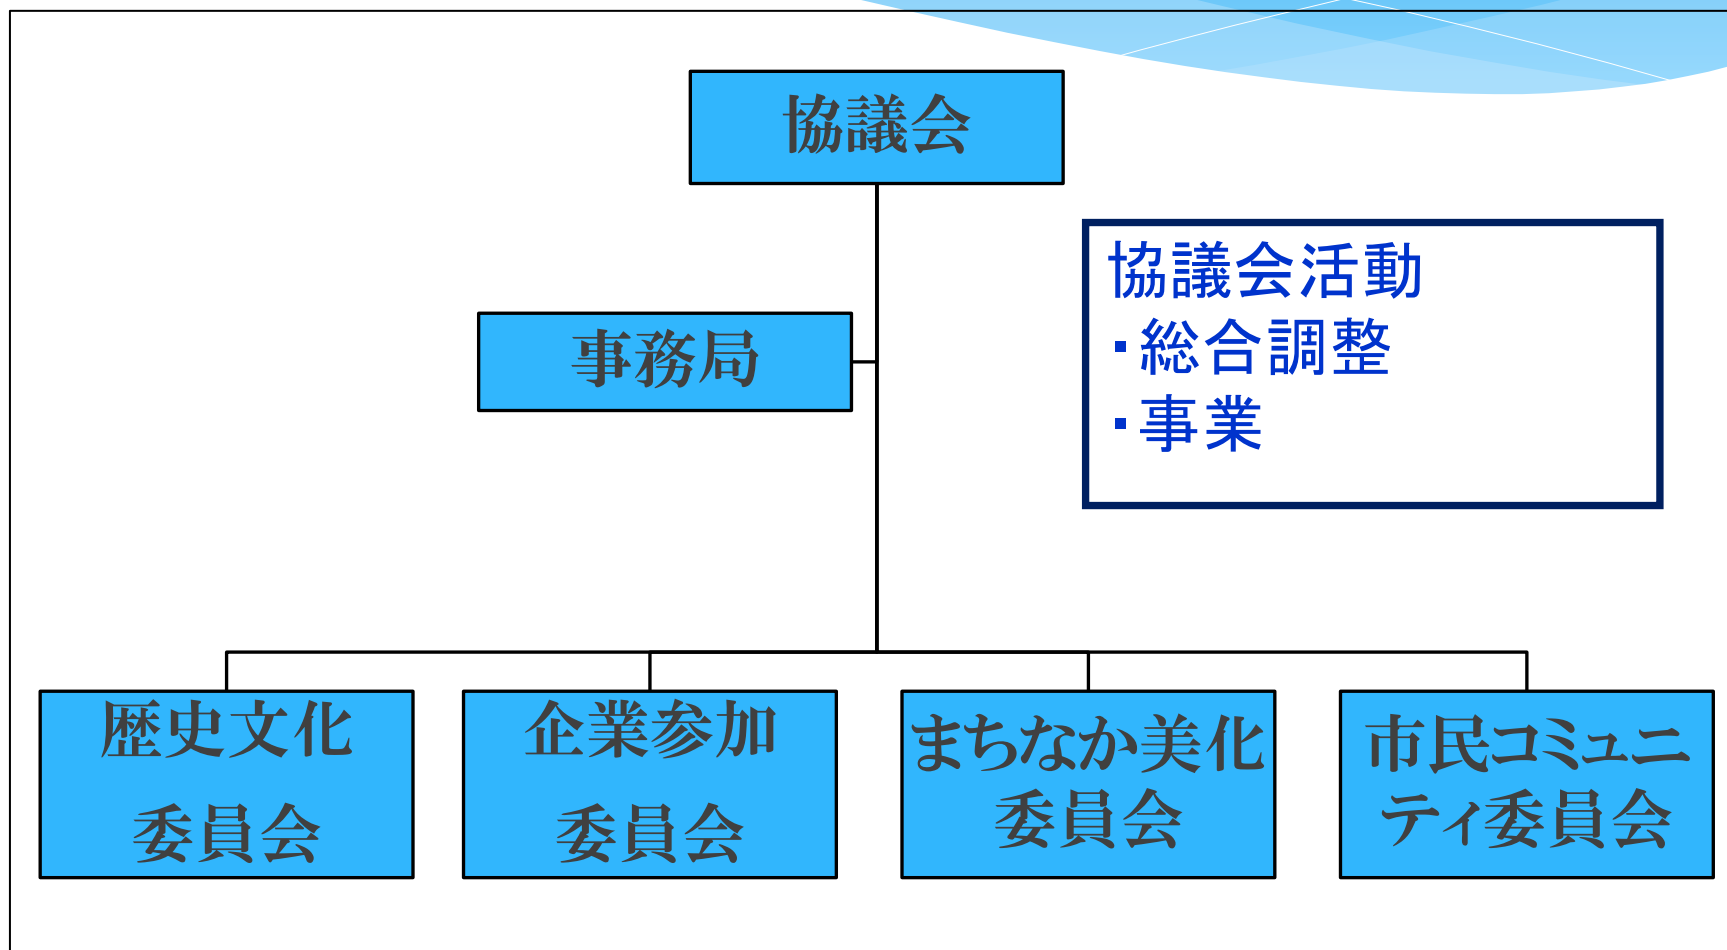 協議会
協議会活動
・総合調整
・事業
事務局
歴史文化
委員会
企業参加
委員会
まちなか美化
委員会
市民コミュニ
ティ委員会